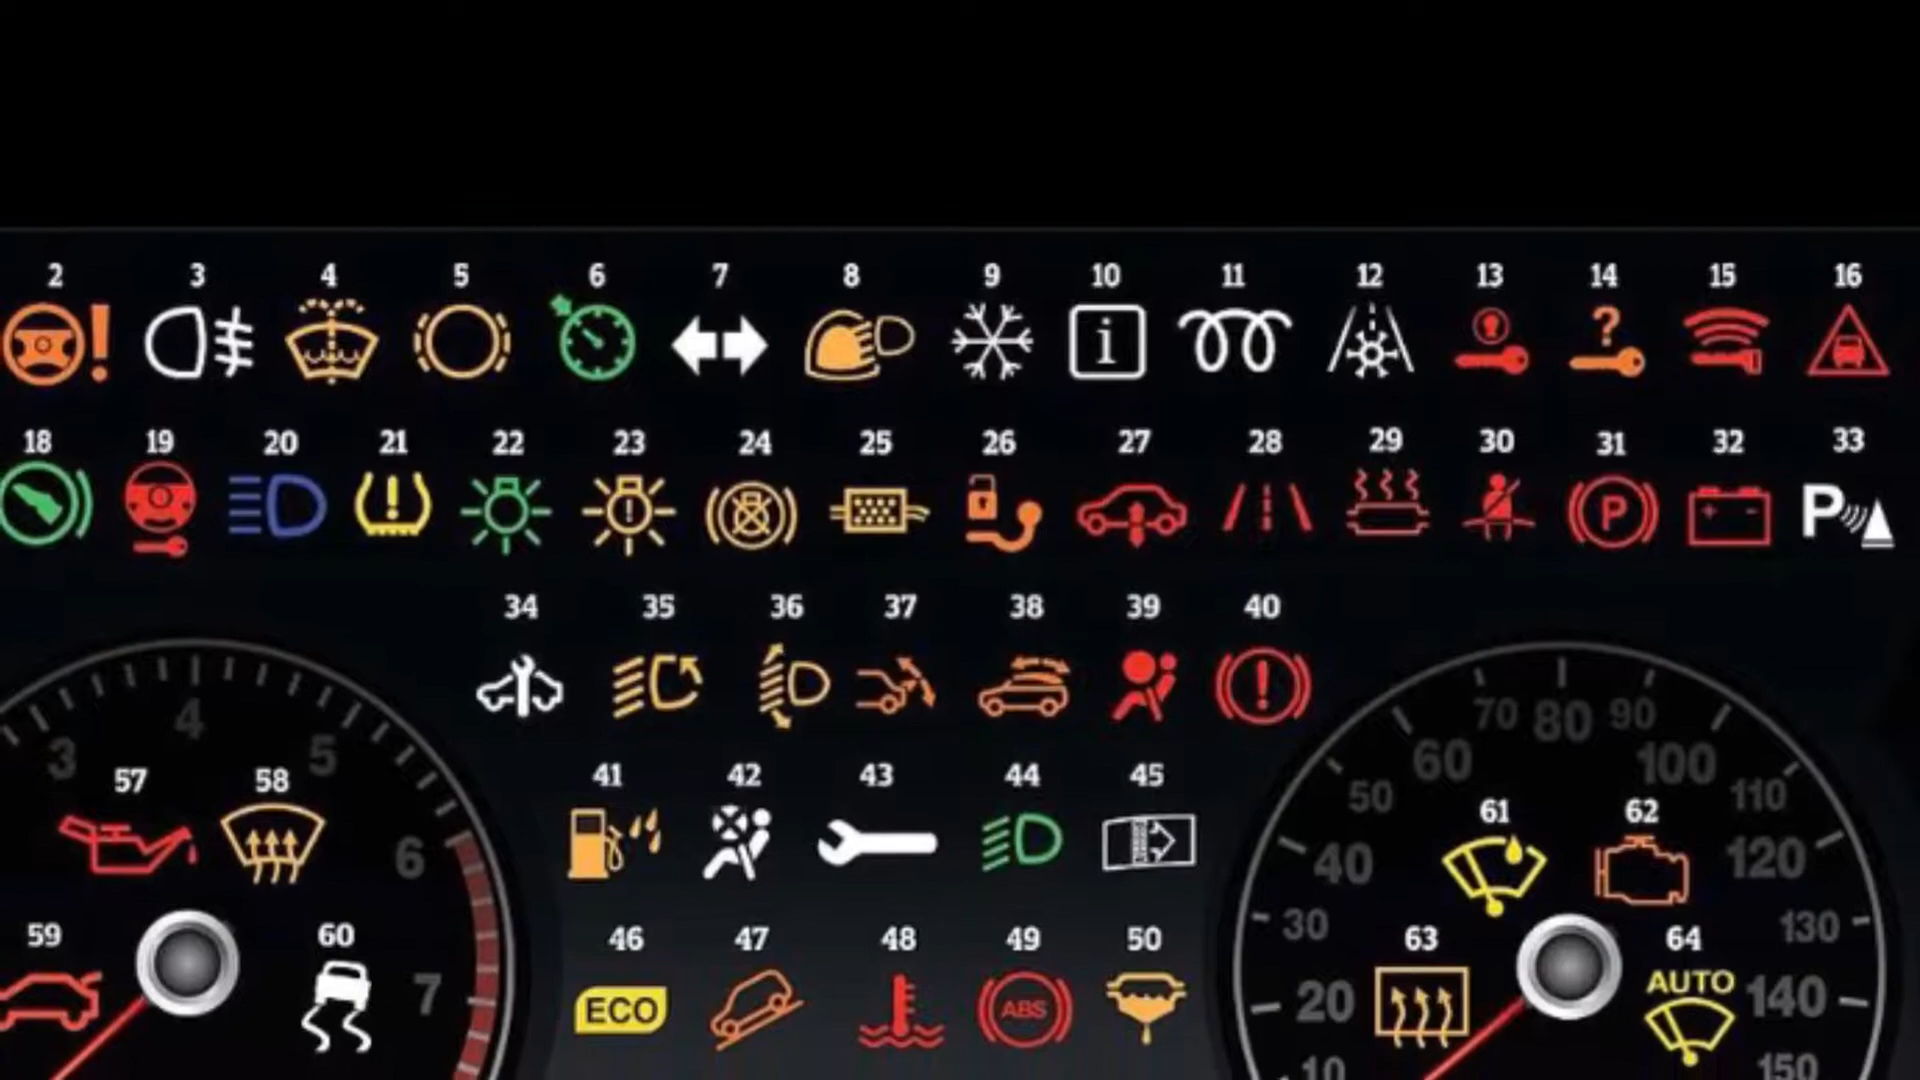 2 3 4 5 6 7 8 9 10 11 12 13 14 15 16
i
?
18 19 20 21 22 23 24 25 26 27 28 29 30 31 32 33
P
P
34 35 36 37 38 39 40
3 4 5 6 7
57 58
59 60
41 42 43 44 45
46 47 48 49 50
ECO
ABS
10 20 30 40 50 60 70 80 90 100 110 120 130 140 150
61 62
63 64
AUTO